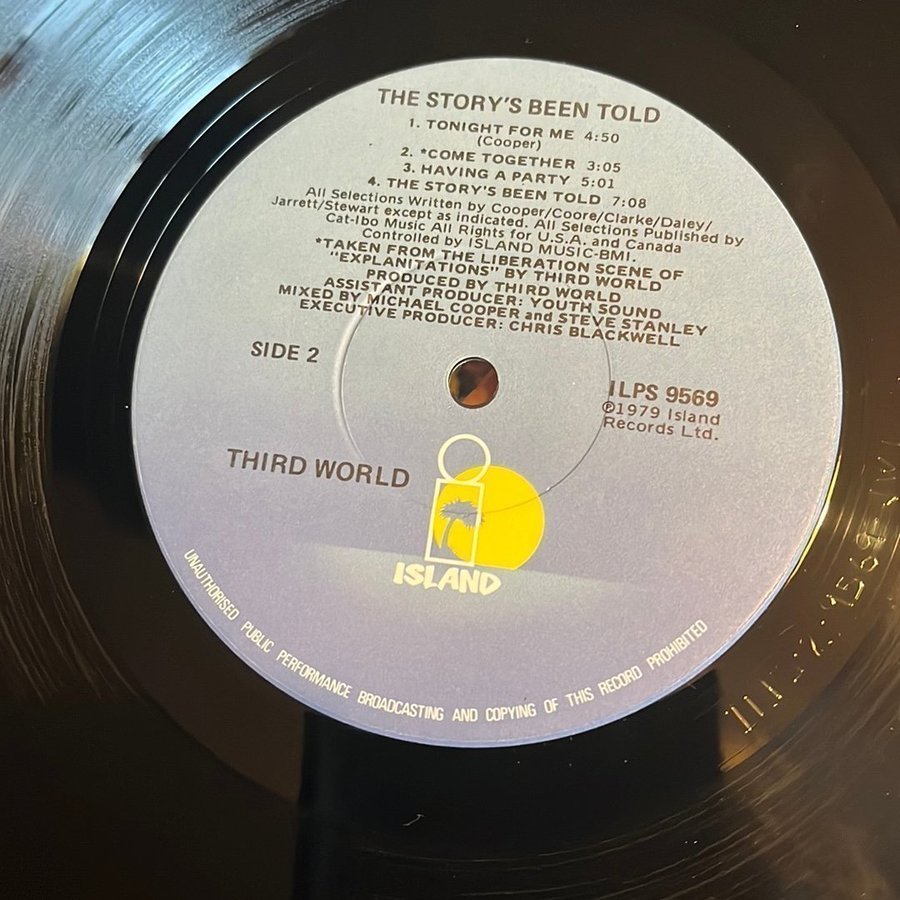 THE STORY'S BEEN TOLD
1. TONIGHT FOR ME 4:50
(Cooper)
2. *COME TOGETHER 3:05
3. HAVING A PARTY 5:01
4. THE STORY'S BEEN TOLD 7:08
All Selections Written by Cooper/Coore/Clarke/Daley/
Jarrett/Stewart except as indicated. All Selections Published by
Cat-Ibo Music All Rights for U.S.A. and Canada
Controlled by ISLAND MUSIC-BMI.
*TAKEN FROM THE LIBERATION SCENE OF
"EXPLANITATIONS" BY THIRD WORLD
PRODUCED BY THIRD WORLD
ASSISTANT PRODUCER: YOUTH SOUND
MIXED BY MICHAEL COOPER and STEVE STANLEY
EXECUTIVE PRODUCER: CHRIS BLACKWELL
SIDE 2
ILPS 9569
℗1979 Island
Records Ltd.
THIRD WORLD
ISLAND
UNAUTHORISED PUBLIC PERFORMANCE BROADCASTING AND COPYING OF THIS RECORD PROHIBITED